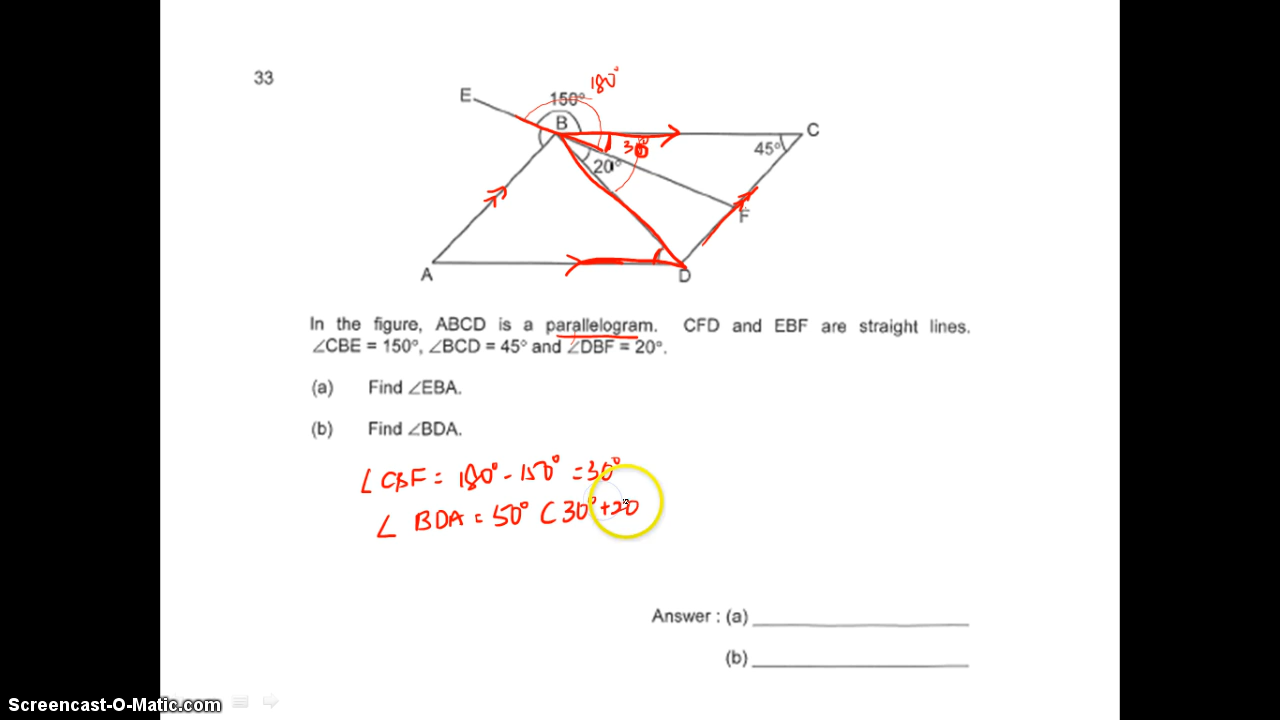 33
180°
E
150°
B
C
30°
45°
20°
F
A
D
In the figure, ABCD is a parallelogram. CFD and EBF are straight lines.
∠CBE = 150°, ∠BCD = 45° and ∠DBF = 20°.
(a) Find ∠EBA.
(b) Find ∠BDA.
∠ CBF = 180° - 150° = 30°
∠ BDA = 50° ( 30° + 20
Answer : (a)
(b)
Screencast-O-Matic.com